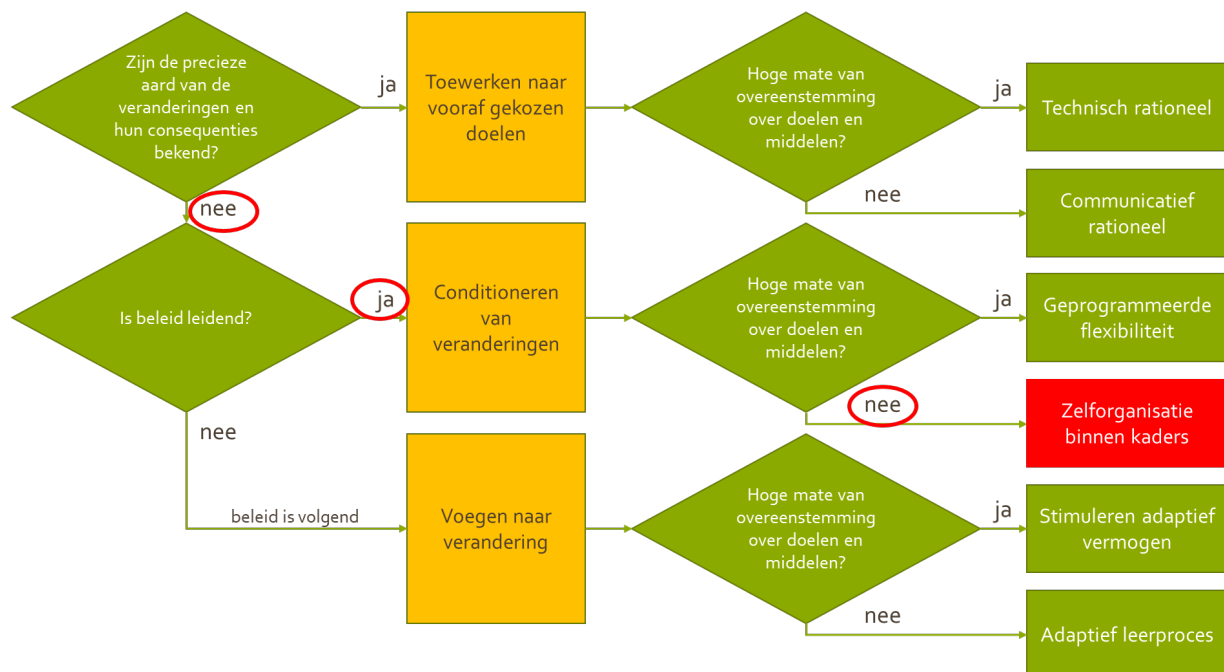 Zijn de precieze
aard van de
veranderingen en
hun consequenties
bekend?
ja
Toewerken naar
vooraf gekozen
doelen
Hoge mate van
overeenstemming
over doelen en
middelen?
ja
Technisch rationeel
nee
Communicatief
rationeel
nee
Is beleid leidend?
ja
Conditioneren
van
veranderingen
Hoge mate van
overeenstemming
over doelen en
middelen?
ja
Geprogrammeerde
flexibiliteit
nee
Zelforganisatie
binnen kaders
nee
beleid is volgend
Voegen naar
verandering
Hoge mate van
overeenstemming
over doelen en
middelen?
ja
Stimuleren adaptief
vermogen
nee
Adaptief leerproces